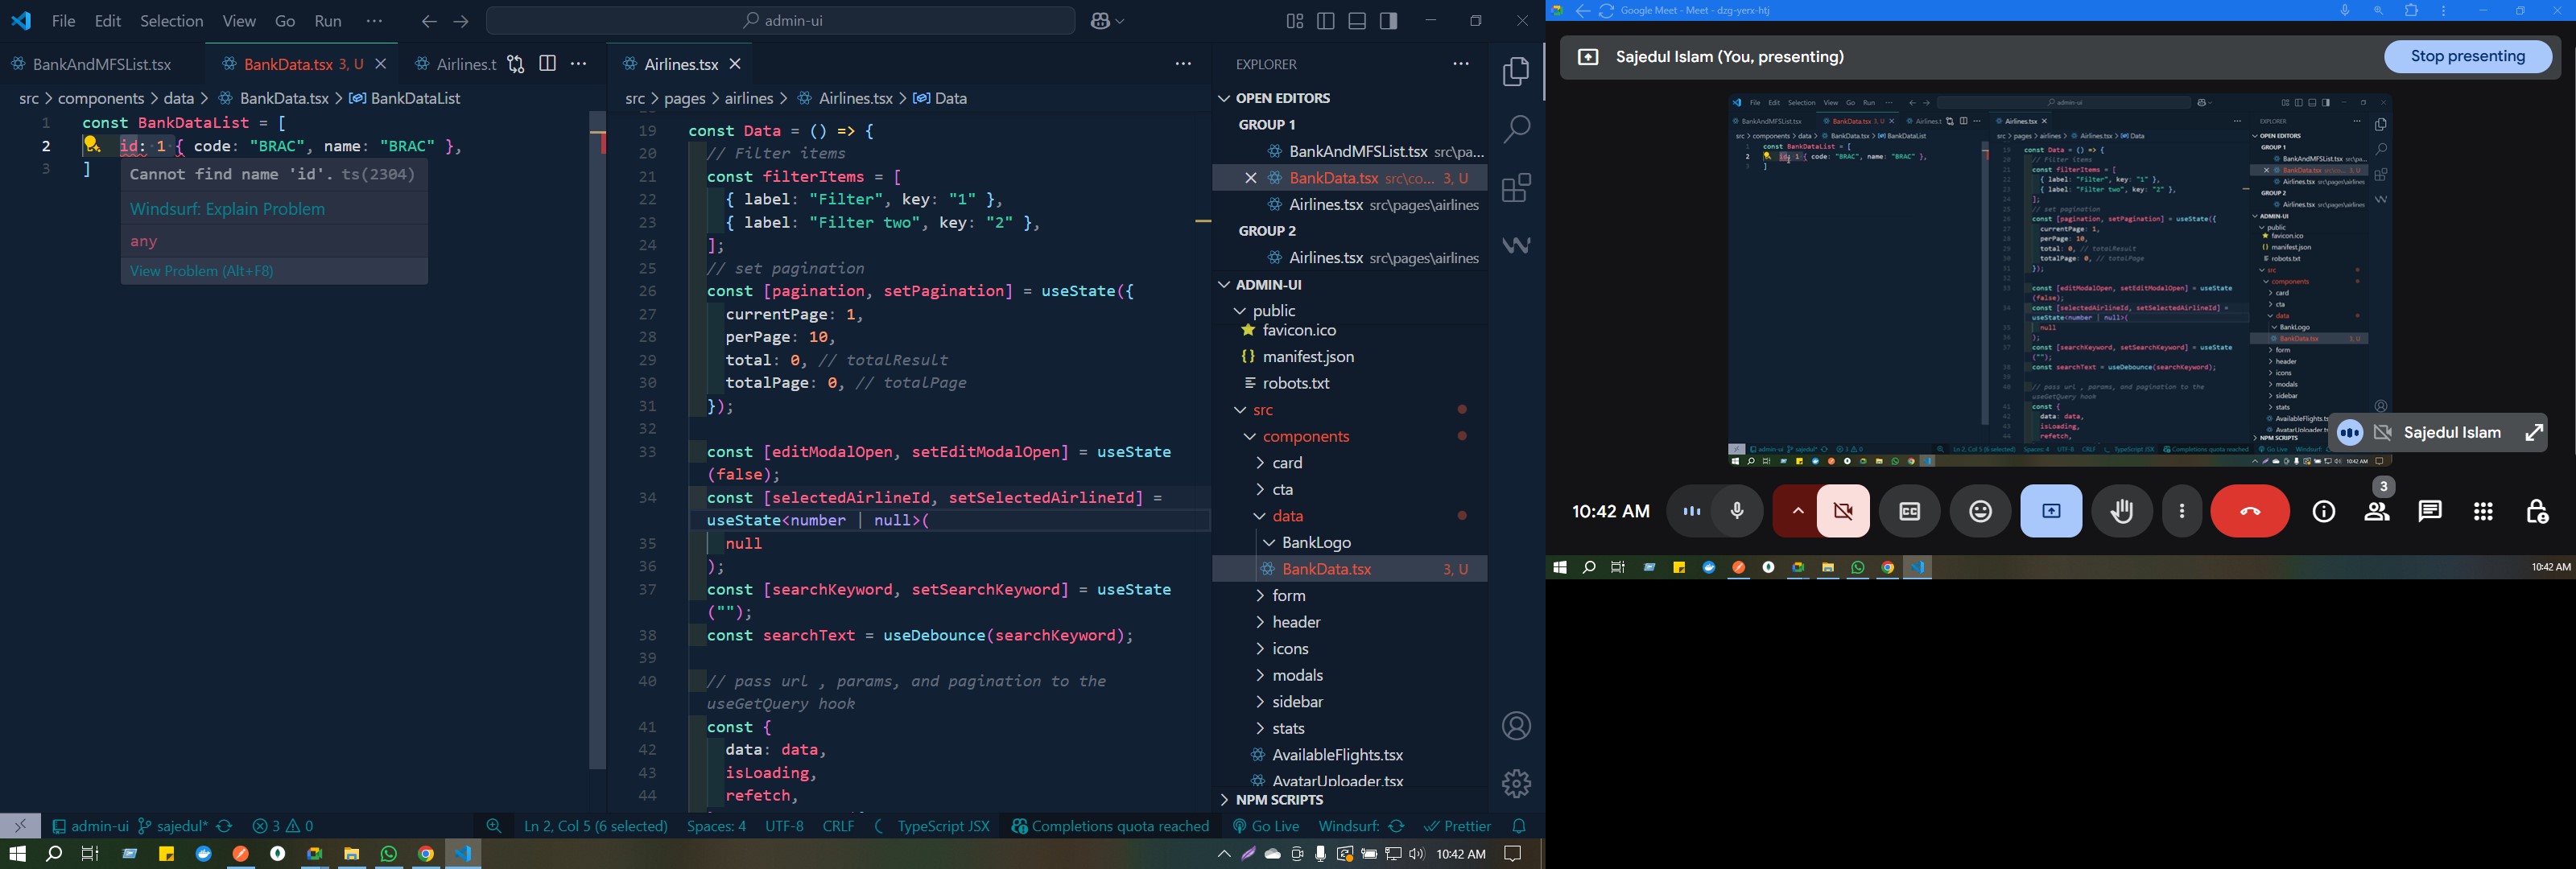 File Edit Selection View Go Run ··· admin-ui
BankAndMFSList.tsx BankData.tsx 3, U Airlines.t
src > components > data > BankData.tsx > BankDataList
1 const BankDataList = [
2 id: 1 { code: "BRAC", name: "BRAC" },
3 ]
Cannot find name 'id'. ts(2304)
Windsurf: Explain Problem
any
View Problem (Alt+F8)
Airlines.tsx
src > pages > airlines > Airlines.tsx > Data
19 const Data = () => {
20 // Filter items
21 const filterItems = [
22 { label: "Filter", key: "1" },
23 { label: "Filter two", key: "2" },
24 ];
25 // set pagination
26 const [pagination, setPagination] = useState({
27 currentPage: 1,
28 perPage: 10,
29 total: 0, // totalResult
30 totalPage: 0, // totalPage
31 });
32
33 const [editModalOpen, setEditModalOpen] = useState
(false);
34 const [selectedAirlineId, setSelectedAirlineId] =
useState<number | null>(
35 null
36 );
37 const [searchKeyword, setSearchKeyword] = useState
("");
38 const searchText = useDebounce(searchKeyword);
39
40 // pass url , params, and pagination to the
useGetQuery hook
41 const {
42 data: data,
43 isLoading,
44 refetch,
EXPLORER
OPEN EDITORS
GROUP 1
BankAndMFSList.tsx src\pa...
BankData.tsx src\co... 3, U
Airlines.tsx src\pages\airlines
GROUP 2
Airlines.tsx src\pages\airlines
ADMIN-UI
public
favicon.ico
manifest.json
robots.txt
src
components
card
cta
data
BankLogo
BankData.tsx 3, U
form
header
icons
modals
sidebar
stats
AvailableFlights.tsx
AvatarUploader.tsx
NPM SCRIPTS
admin-ui sajedul* 3 0 Ln 2, Col 5 (6 selected) Spaces: 4 UTF-8 CRLF TypeScript JSX Completions quota reached Go Live Windsurf: Prettier
10:42 AM
Google Meet - Meet - dzg-yerx-htj
Sajedul Islam (You, presenting) Stop presenting
Sajedul Islam
10:42 AM
3
10:42 AM